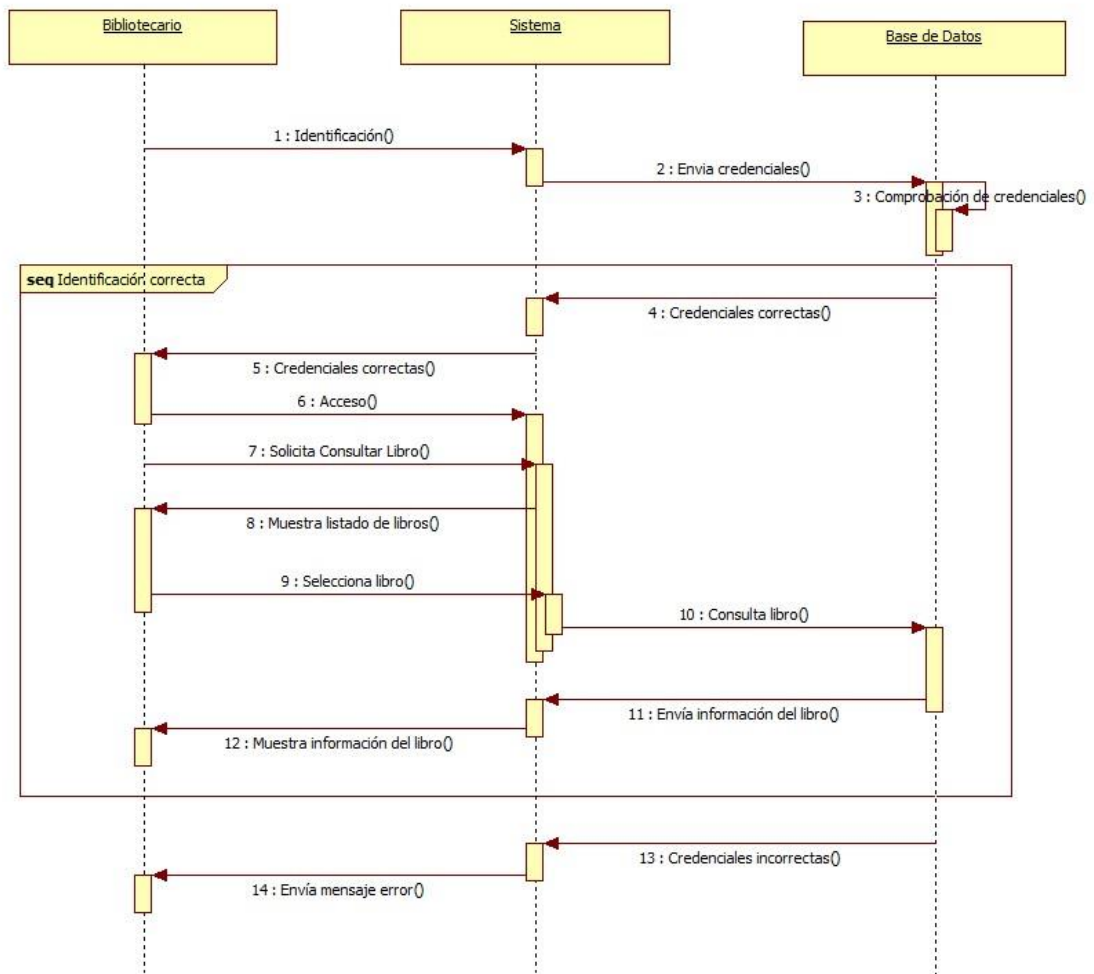 Bibliotecario
Sistema
Base de Datos
1 : Identificación()
2 : Envia credenciales()
3 : Comprobación de credenciales()
seq Identificación correcta
4 : Credenciales correctas()
5 : Credenciales correctas()
6 : Acceso()
7 : Solicita Consultar Libro()
8 : Muestra listado de libros()
9 : Selecciona libro()
10 : Consulta libro()
11 : Envía información del libro()
12 : Muestra información del libro()
13 : Credenciales incorrectas()
14 : Envía mensaje error()